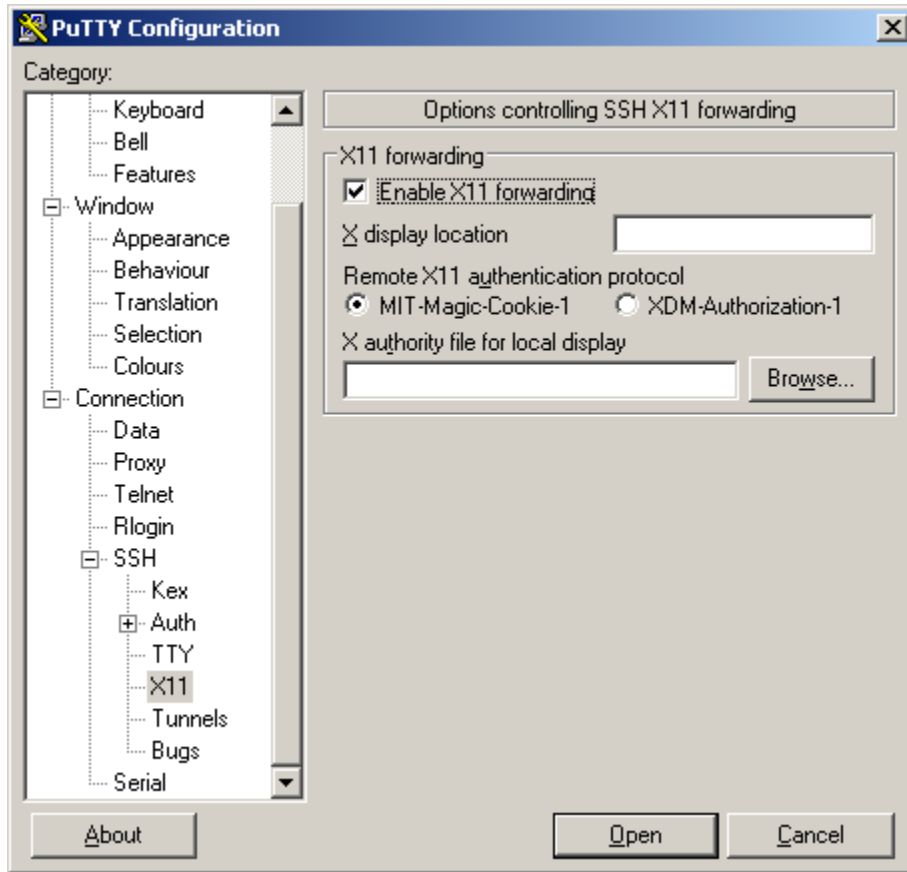 PuTTY Configuration
Category:
Keyboard
Bell
Features
Window
Appearance
Behaviour
Translation
Selection
Colours
Connection
Data
Proxy
Telnet
Rlogin
SSH
Kex
Auth
TTY
X11
Tunnels
Bugs
Serial
Options controlling SSH X11 forwarding
X11 forwarding
Enable X11 forwarding
X display location
Remote X11 authentication protocol
MIT-Magic-Cookie-1 XDM-Authorization-1
X authority file for local display
Browse...
About Open Cancel